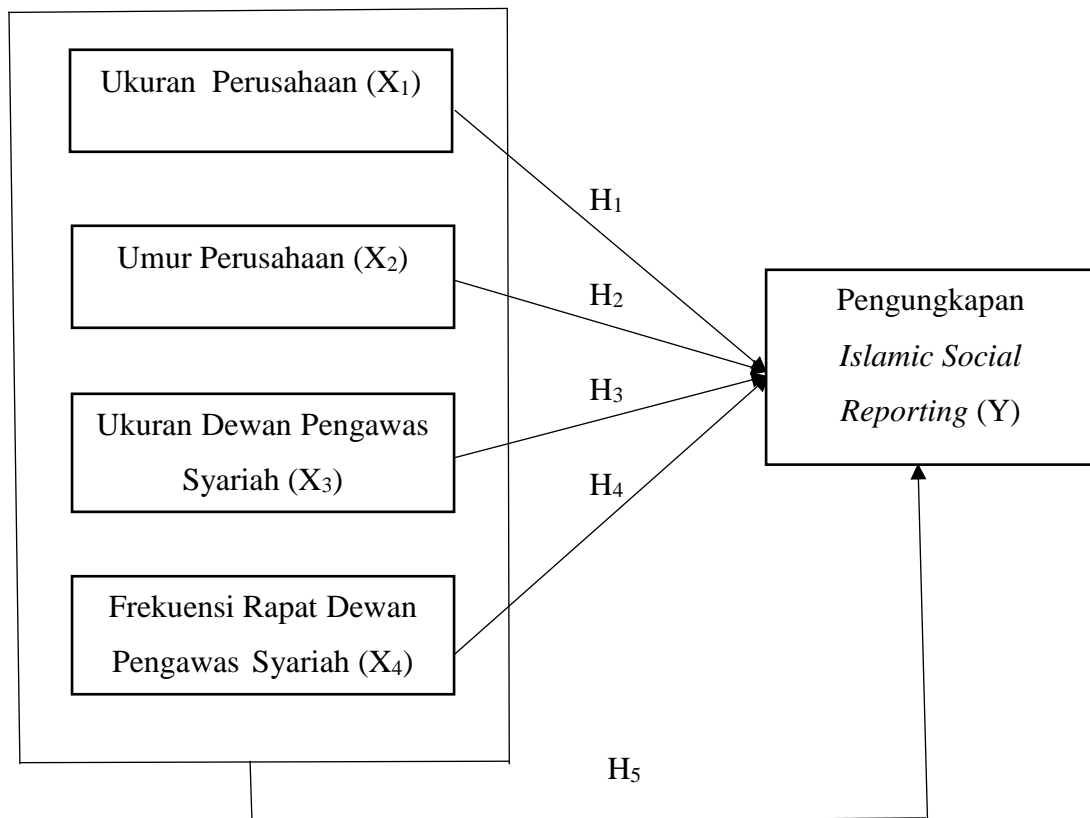 Ukuran Perusahaan (X₁)
H₁
Umur Perusahaan (X₂)
H₂
Pengungkapan
Islamic Social
Reporting (Y)
H₃
Ukuran Dewan Pengawas
Syariah (X₃)
H₄
Frekuensi Rapat Dewan
Pengawas Syariah (X₄)
H₅